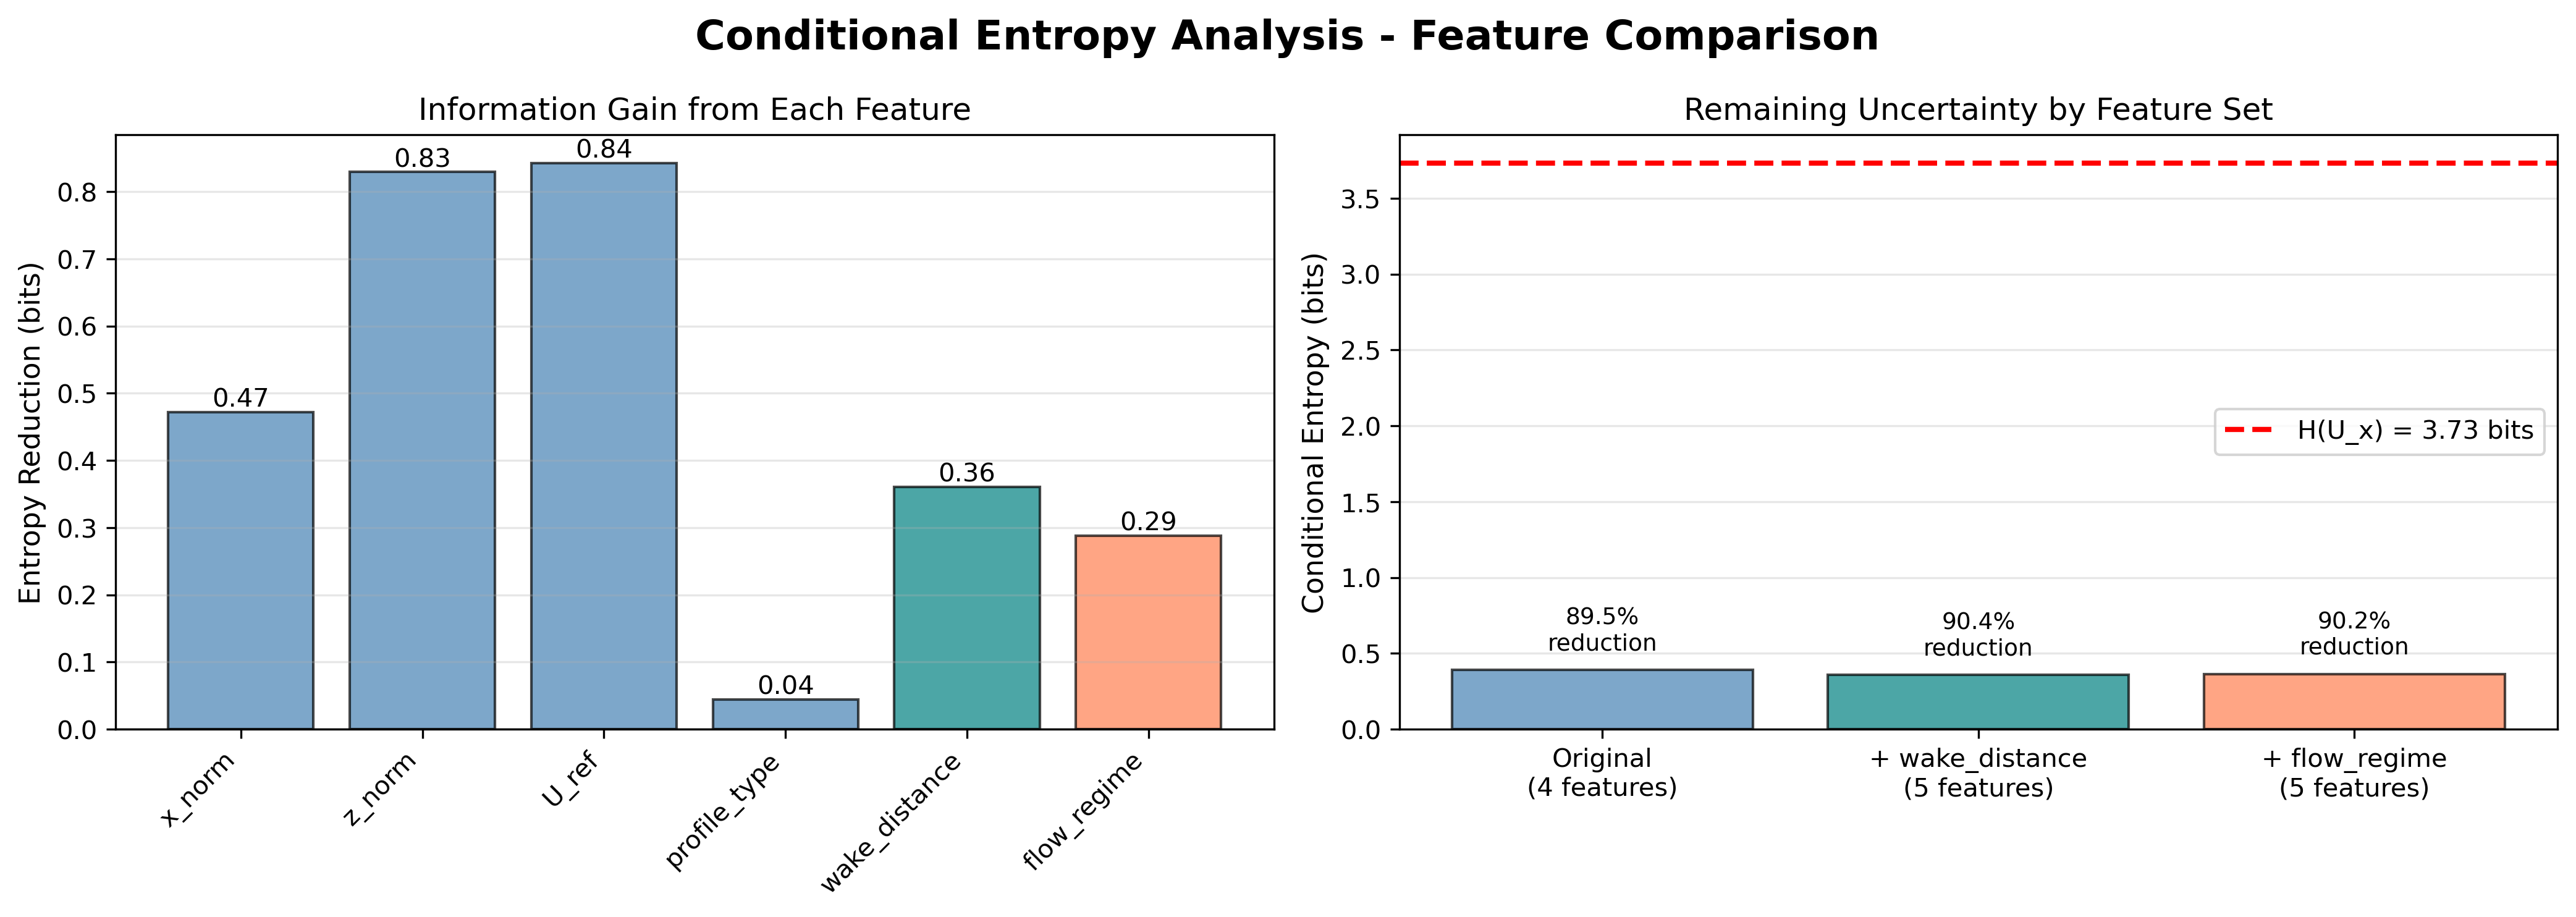 Conditional Entropy Analysis - Feature Comparison
Information Gain from Each Feature
Entropy Reduction (bits)
0.8
0.7
0.6
0.5
0.4
0.3
0.2
0.1
0.0
0.47
0.83
0.84
0.04
0.36
0.29
x_norm
z_norm
U_ref
profile_type
wake_distance
flow_regime
Remaining Uncertainty by Feature Set
Conditional Entropy (bits)
3.5
3.0
2.5
2.0
1.5
1.0
0.5
0.0
H(U_x) = 3.73 bits
89.5%
reduction
90.4%
reduction
90.2%
reduction
Original
(4 features)
+ wake_distance
(5 features)
+ flow_regime
(5 features)